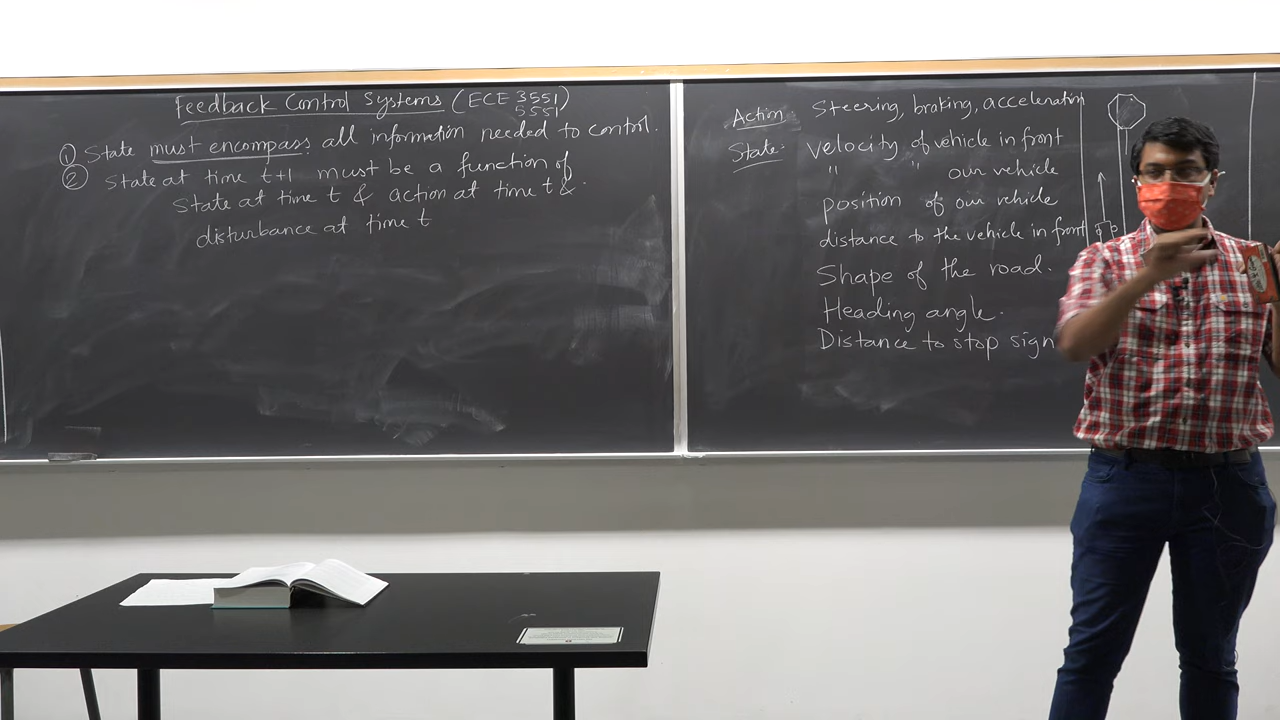 Feedback Control Systems (ECE 3551
5551)
① State must encompass all information needed to control.
② State at time t+1 must be a function of
State at time t & action at time t &
disturbance at time t
Action: Steering, braking, acceleration
State: Velocity of vehicle in front
" " our vehicle
position of our vehicle
distance to the vehicle in front
Shape of the road.
Heading angle.
Distance to stop sign